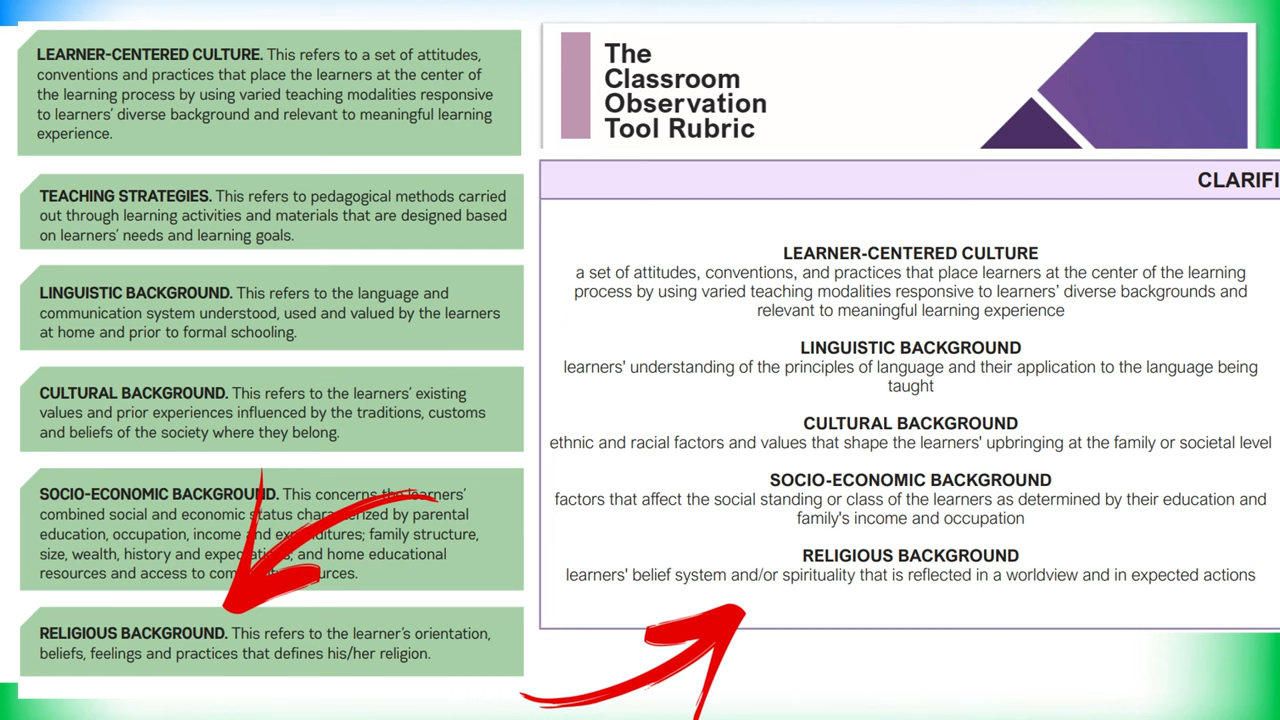 LEARNER-CENTERED CULTURE. This refers to a set of attitudes,
conventions and practices that place the learners at the center of
the learning process by using varied teaching modalities responsive
to learners' diverse background and relevant to meaningful learning
experience.
TEACHING STRATEGIES. This refers to pedagogical methods carried
out through learning activities and materials that are designed based
on learners' needs and learning goals.
LINGUISTIC BACKGROUND. This refers to the language and
communication system understood, used and valued by the learners
at home and prior to formal schooling.
CULTURAL BACKGROUND. This refers to the learners' existing
values and prior experiences influenced by the traditions, customs
and beliefs of the society where they belong.
SOCIO-ECONOMIC BACKGROUND. This concerns the learners'
combined social and economic status characterized by parental
education, occupation, income and expenditures; family structure,
size, wealth, history and and home educational
resources and access to
RELIGIOUS BACKGROUND. This refers to the learner's orientation,
beliefs, feelings and practices that defines his/her religion.
The
Classroom
Observation
Tool Rubric
CLARIFI
LEARNER-CENTERED CULTURE
a set of attitudes, conventions, and practices that place learners at the center of the learning
process by using varied teaching modalities responsive to learners' diverse backgrounds and
relevant to meaningful learning experience
LINGUISTIC BACKGROUND
learners' understanding of the principles of language and their application to the language being
taught
CULTURAL BACKGROUND
ethnic and racial factors and values that shape the learners' upbringing at the family or societal level
SOCIO-ECONOMIC BACKGROUND
factors that affect the social standing or class of the learners as determined by their education and
family's income and occupation
RELIGIOUS BACKGROUND
learners' belief system and/or spirituality that is reflected in a worldview and in expected actions